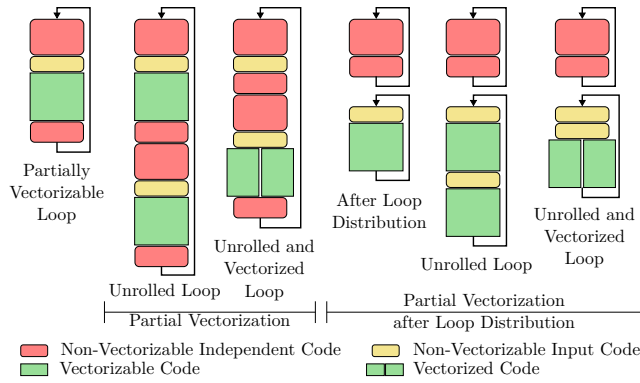 Partially
Vectorizable
Loop
Unrolled Loop
Unrolled and
Vectorized
Loop
After Loop
Distribution
Unrolled Loop
Unrolled and
Vectorized
Loop
Partial Vectorization
Partial Vectorization
after Loop Distribution
Non-Vectorizable Independent Code
Non-Vectorizable Input Code
Vectorizable Code
Vectorized Code